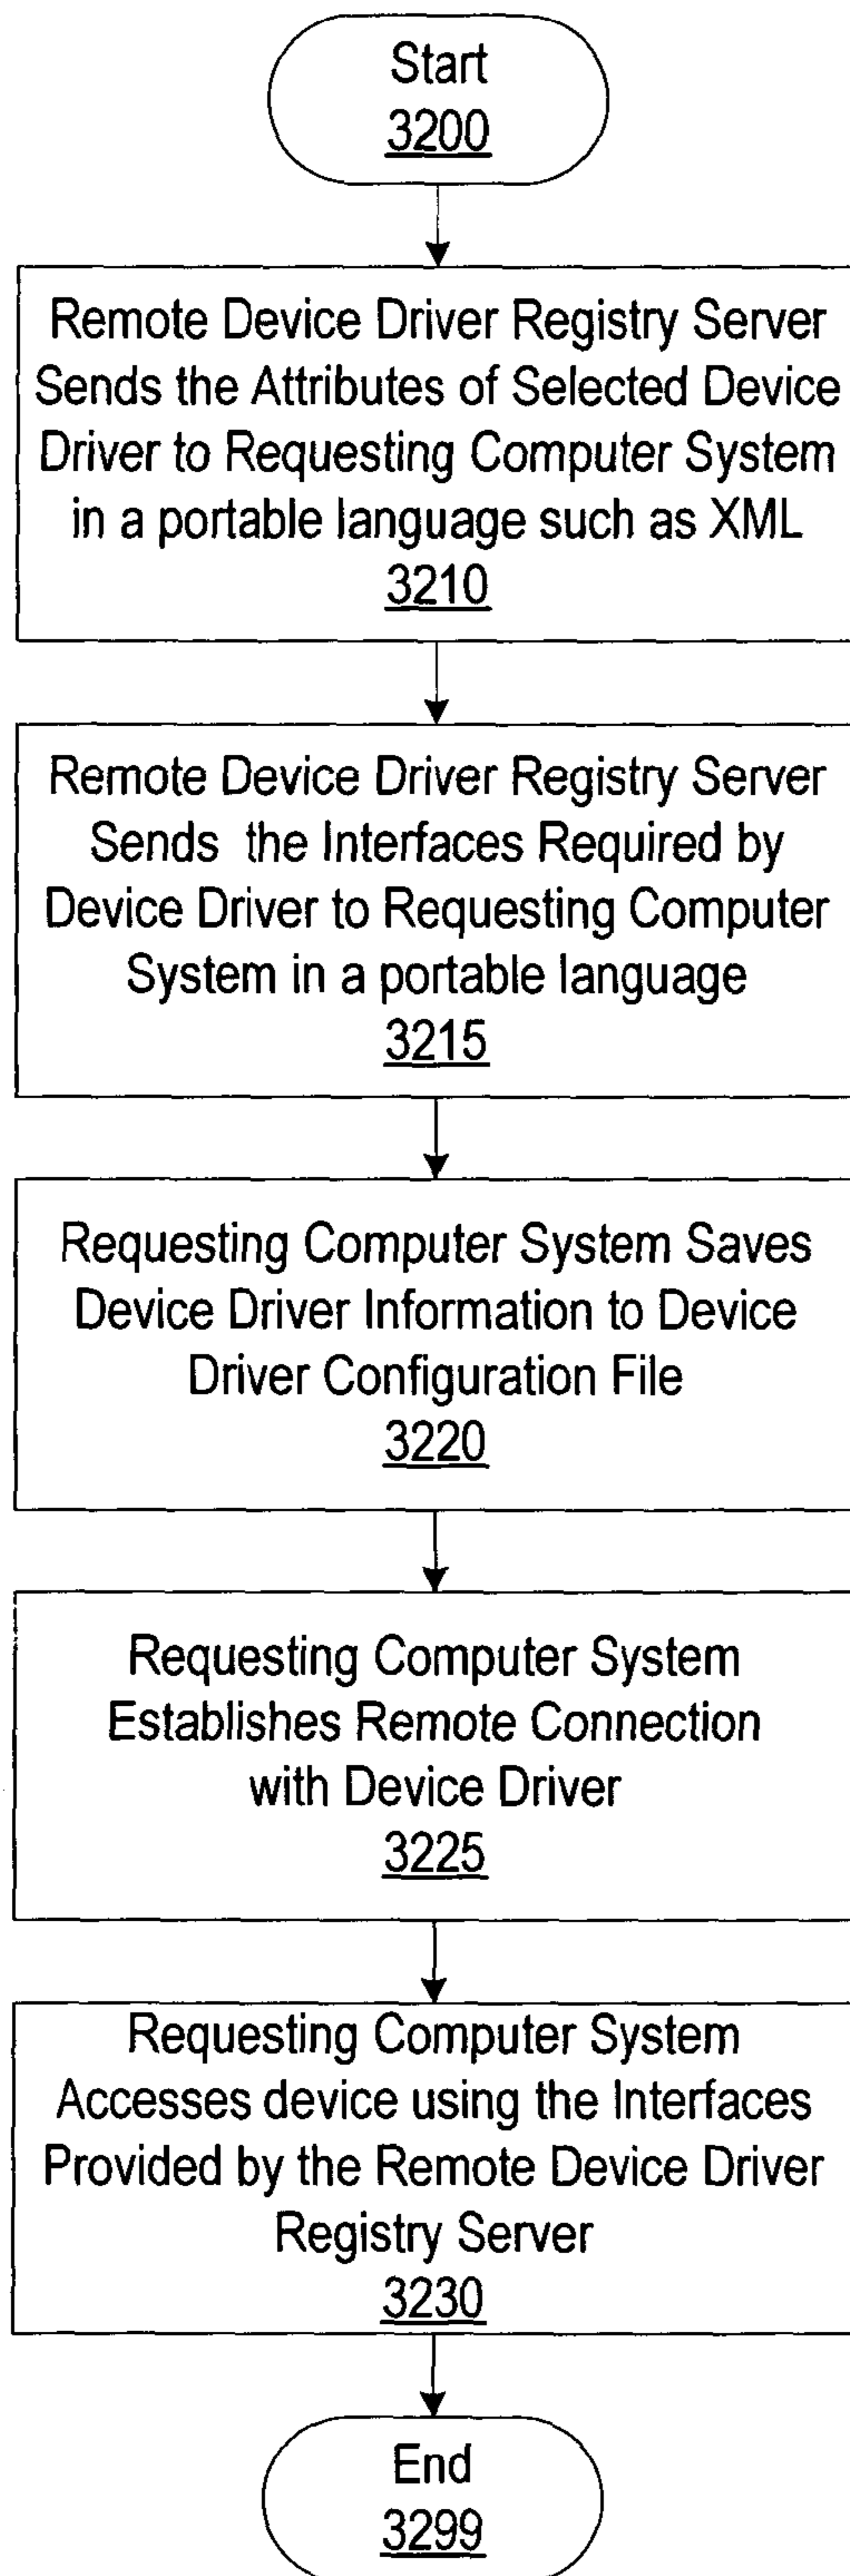 Start
3200
Remote Device Driver Registry Server
Sends the Attributes of Selected Device
Driver to Requesting Computer System
in a portable language such as XML
3210
Remote Device Driver Registry Server
Sends the Interfaces Required by
Device Driver to Requesting Computer
System in a portable language
3215
Requesting Computer System Saves
Device Driver Information to Device
Driver Configuration File
3220
Requesting Computer System
Establishes Remote Connection
with Device Driver
3225
Requesting Computer System
Accesses device using the Interfaces
Provided by the Remote Device Driver
Registry Server
3230
End
3299